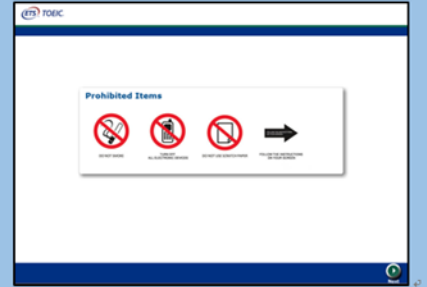 ETS TOEIC.
Prohibited Items
DO NOT SMOKE
TURN OFF
ALL ELECTRONIC DEVICES
DO NOT USE SCRATCH PAPER
FOLLOW THE INSTRUCTIONS
ON YOUR SCREEN
Next